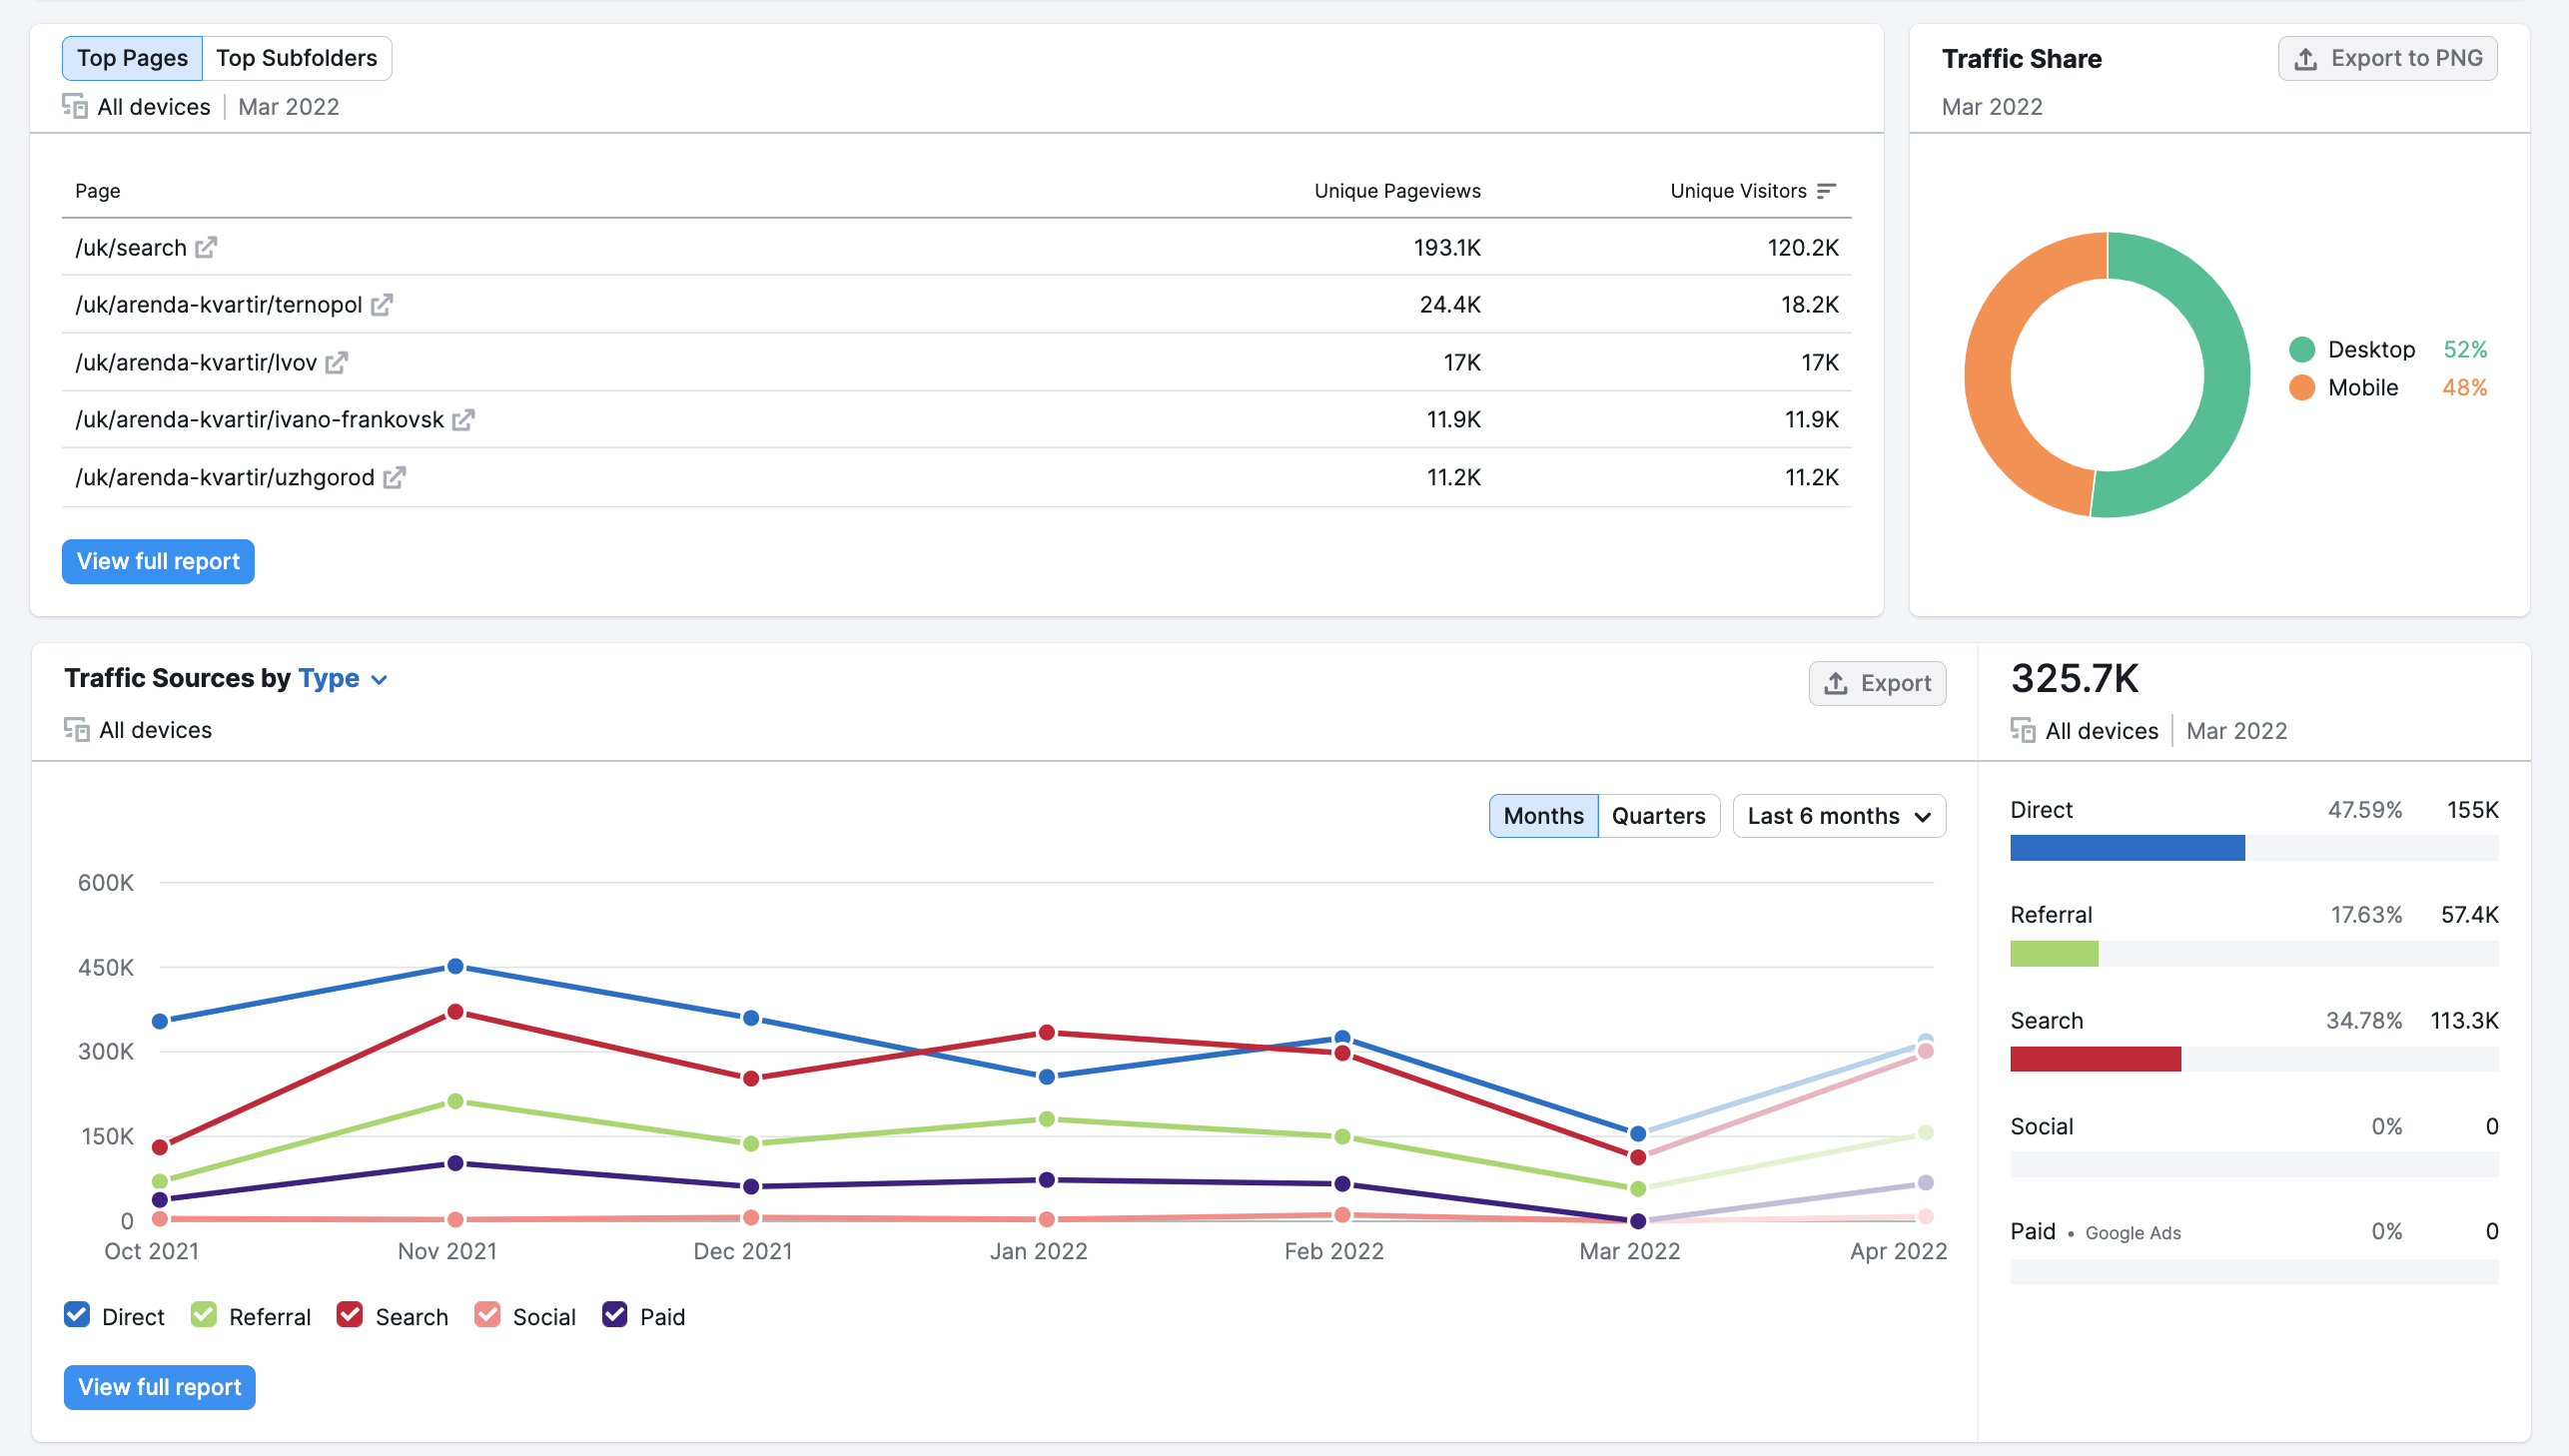 Top Pages Top Subfolders
All devices Mar 2022
Page Unique Pageviews Unique Visitors
/uk/search 193.1K 120.2K
/uk/arenda-kvartir/ternopol 24.4K 18.2K
/uk/arenda-kvartir/lvov 17K 17K
/uk/arenda-kvartir/ivano-frankovsk 11.9K 11.9K
/uk/arenda-kvartir/uzhgorod 11.2K 11.2K
View full report
Traffic Share Export to PNG
Mar 2022
Desktop 52%
Mobile 48%
Traffic Sources by Type Export
All devices
Months Quarters Last 6 months
600K
450K
300K
150K
0
Oct 2021 Nov 2021 Dec 2021 Jan 2022 Feb 2022 Mar 2022 Apr 2022
Direct Referral Search Social Paid
View full report
325.7K
All devices Mar 2022
Direct 47.59% 155K
Referral 17.63% 57.4K
Search 34.78% 113.3K
Social 0% 0
Paid • Google Ads 0% 0